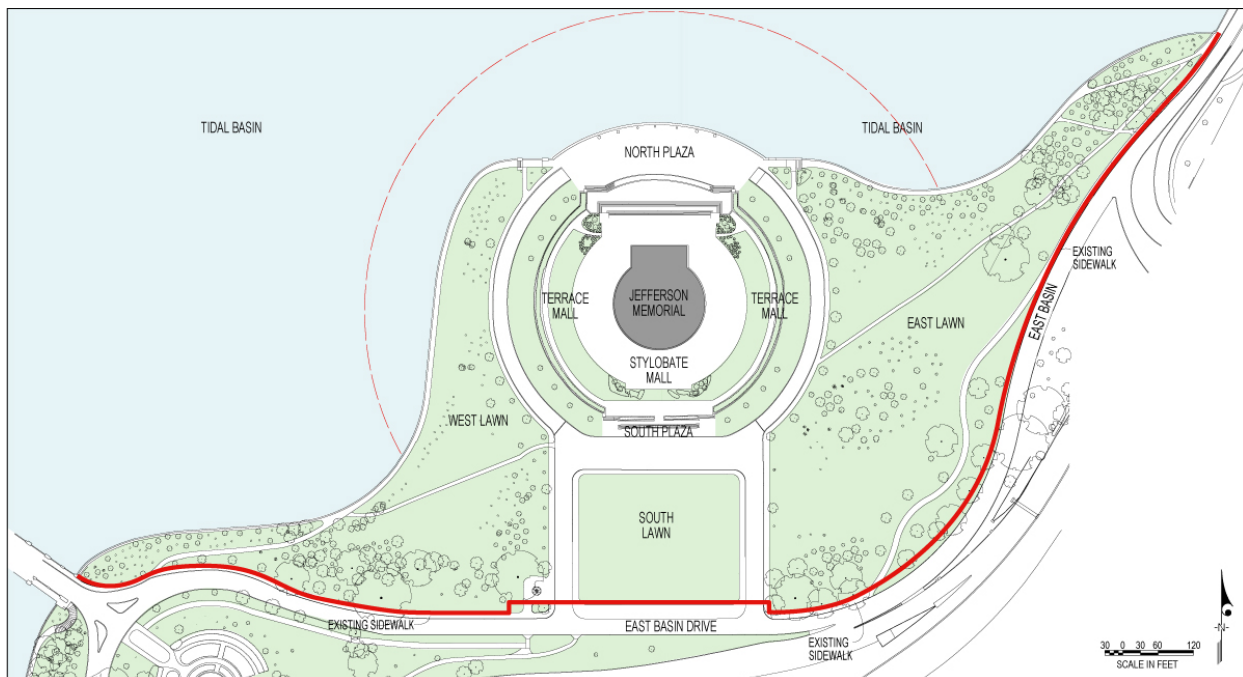 TIDAL BASIN
TIDAL BASIN
NORTH PLAZA
EXISTING
SIDEWALK
TERRACE
MALL
JEFFERSON
MEMORIAL
TERRACE
MALL
EAST BASIN
EAST LAWN
STYLOBATE
MALL
WEST LAWN
SOUTH PLAZA
SOUTH
LAWN
EXISTING SIDEWALK
EAST BASIN DRIVE
EXISTING
SIDEWALK
N
30 0 30 60 120
SCALE IN FEET